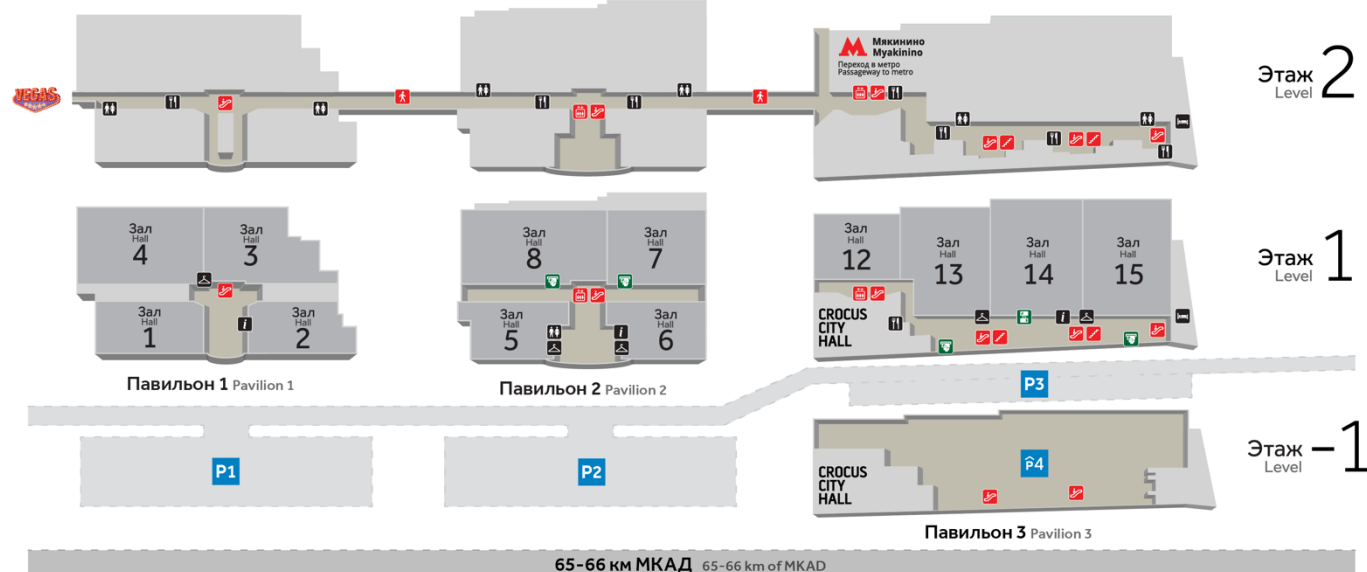 Мякинино
Myakinino
Переход в метро
Passageway to metro
VEGAS
Этаж 2
Level
Зал
Hall
4
Зал
Hall
3
Зал
Hall
8
Зал
Hall
7
Зал
Hall
12
Зал
Hall
13
Зал
Hall
14
Зал
Hall
15
Этаж 1
Level
Зал
Hall
1
i
Зал
Hall
2
Зал
Hall
5
i
Зал
Hall
6
CROCUS
CITY
HALL
i
Павильон 1 Pavilion 1
Павильон 2 Pavilion 2
P3
P1
P2
CROCUS
CITY
HALL
P4
Этаж –1
Level
Павильон 3 Pavilion 3
65-66 км МКАД 65-66 km of MKAD